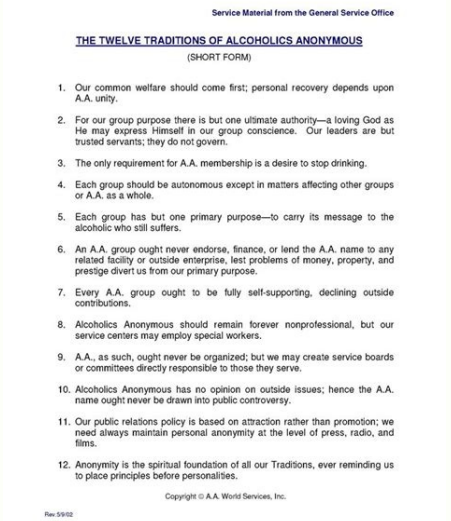 Service Material from the General Service Office
THE TWELVE TRADITIONS OF ALCOHOLICS ANONYMOUS
(SHORT FORM)
1. Our common welfare should come first; personal recovery depends upon
A.A. unity.
2. For our group purpose there is but one ultimate authority—a loving God as
He may express Himself in our group conscience. Our leaders are but
trusted servants; they do not govern.
3. The only requirement for A.A. membership is a desire to stop drinking.
4. Each group should be autonomous except in matters affecting other groups
or A.A. as a whole.
5. Each group has but one primary purpose—to carry its message to the
alcoholic who still suffers.
6. An A.A. group ought never endorse, finance, or lend the A.A. name to any
related facility or outside enterprise, lest problems of money, property, and
prestige divert us from our primary purpose.
7. Every A.A. group ought to be fully self-supporting, declining outside
contributions.
8. Alcoholics Anonymous should remain forever nonprofessional, but our
service centers may employ special workers.
9. A.A., as such, ought never be organized; but we may create service boards
or committees directly responsible to those they serve.
10. Alcoholics Anonymous has no opinion on outside issues; hence the A.A.
name ought never be drawn into public controversy.
11. Our public relations policy is based on attraction rather than promotion; we
need always maintain personal anonymity at the level of press, radio, and
films.
12. Anonymity is the spiritual foundation of all our Traditions, ever reminding us
to place principles before personalities.
Copyright © A.A. World Services, Inc.
Rev.5/9/02